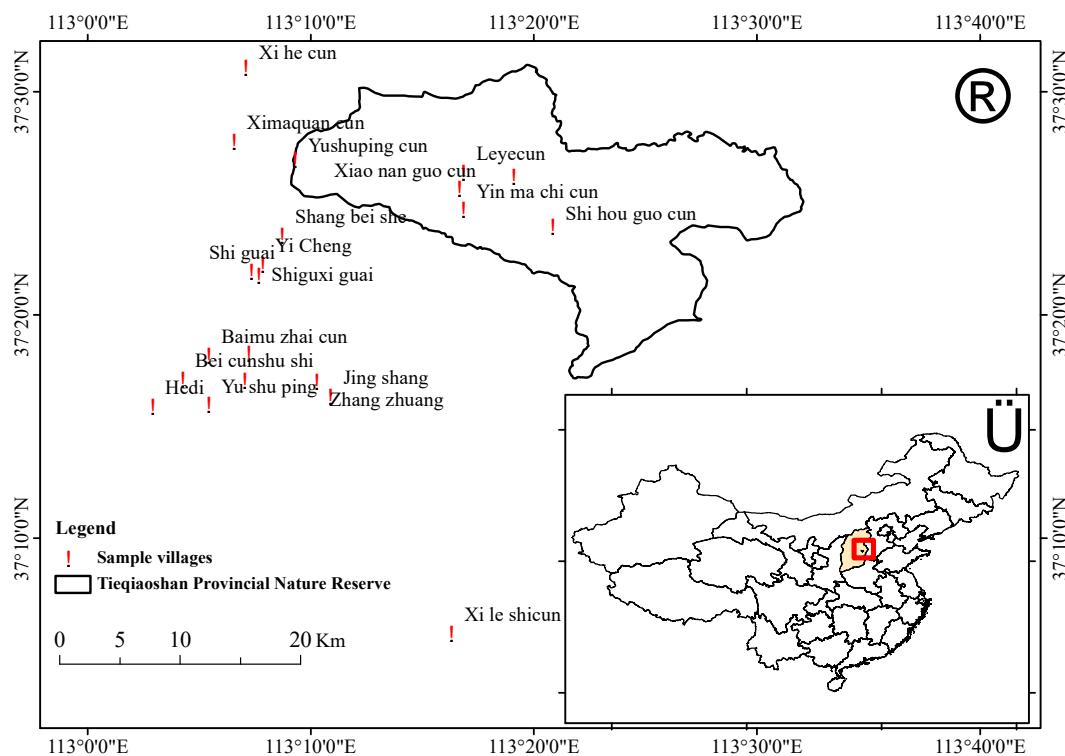 113°0'0"E 113°10'0"E 113°20'0"E 113°30'0"E 113°40'0"E
Xi he cun
®
37°30'0"N 37°30'0"N
Ximaquan cun
Yushuping cun
Leyecun
Xiao nan guo cun
Yin ma chi cun
Shang bei she
Shi hou guo cun
Yi Cheng
Shi guai
Shiguxi guai
37°20'0"N 37°20'0"N
Baimu zhai cun
Bei cunshu shi
Jing shang
Hedi Yu shu ping
Zhang zhuang
Ü
Legend
37°10'0"N 37°10'0"N
Sample villages
Tieqiaoshan Provincial Nature Reserve
Xi le shicun
0 5 10 20 Km
113°0'0"E 113°10'0"E 113°20'0"E 113°30'0"E 113°40'0"E